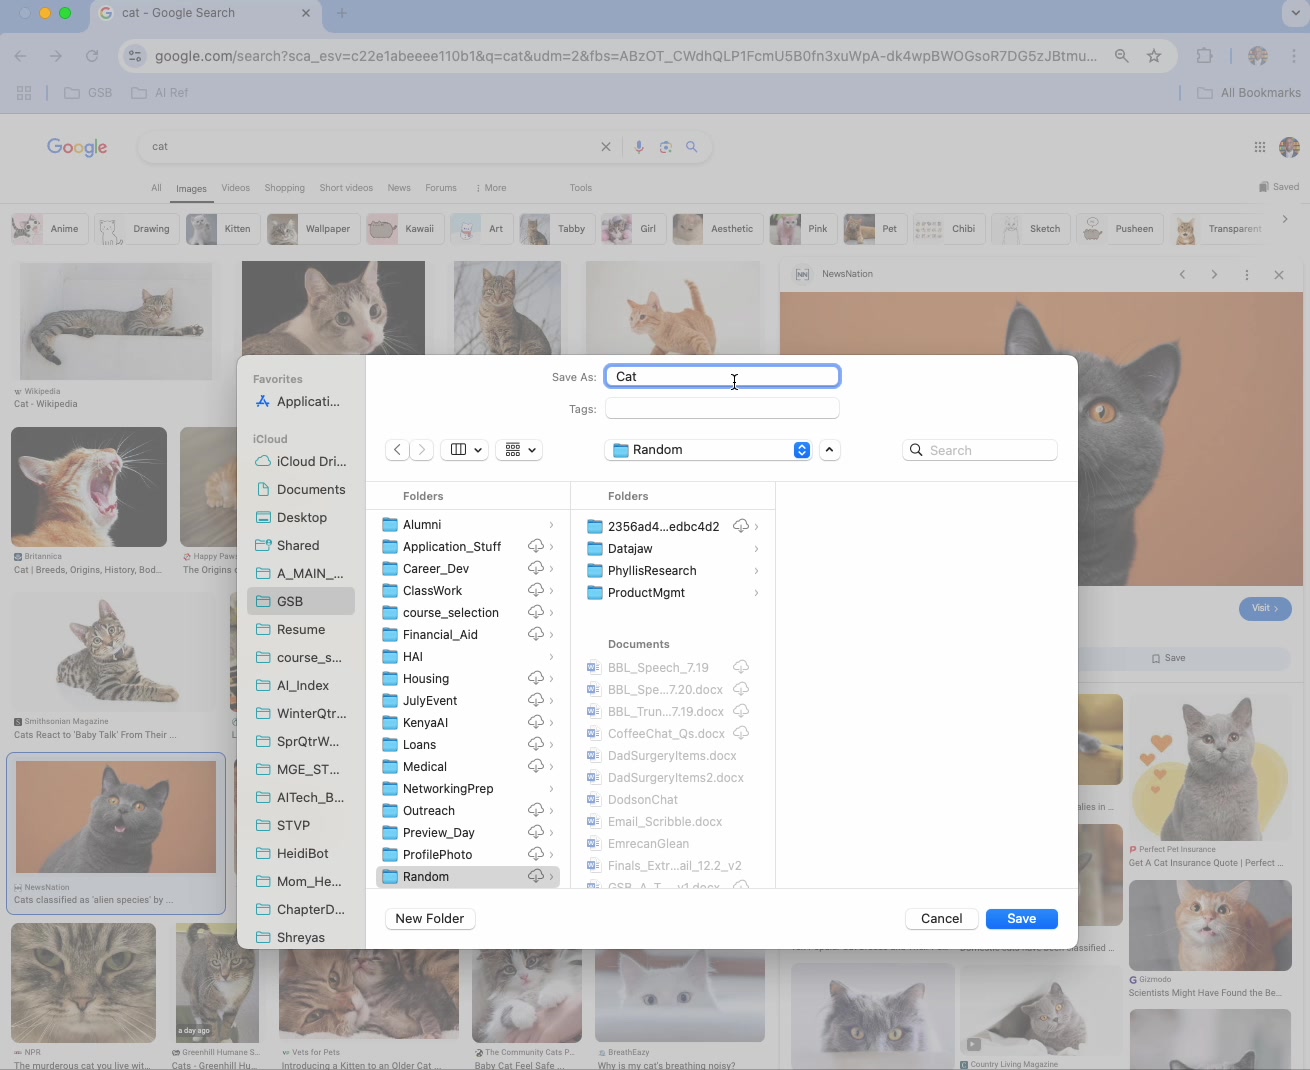 cat - Google Search
google.com/search?sca_esv=c22e1abeeee110b1&q=cat&udm=2&fbs=ABzOT_CWdhQLP1FcmU5B0fn3xuWpA-dk4wpBWOGsoR7DG5zJBtmu...
GSB
AI Ref
All Bookmarks
Google
cat
All Images Videos Shopping Short videos News Forums More Tools
Saved
Anime Drawing Kitten Wallpaper Kawaii Art Tabby Girl Aesthetic Pink Pet Chibi Sketch Pusheen Transparent
NN NewsNation
Wikipedia
Cat - Wikipedia
Britannica
Cat | Breeds, Origins, History, Bod...
Happy Paw
The Origins
Smithsonian Magazine
Cats React to 'Baby Talk' From Their ...
NewsNation
Cats classified as 'alien species' by ...
Favorites
Applicati...
iCloud
iCloud Dri...
Documents
Desktop
Shared
A_MAIN_...
GSB
Resume
course_s...
AI_Index
WinterQtr...
SprQtrW...
MGE_ST...
AITech_B...
STVP
HeidiBot
Mom_He...
ChapterD...
Shreyas
Save As: Cat
Tags:
Random
Search
Folders
Alumni
Application_Stuff
Career_Dev
ClassWork
course_selection
Financial_Aid
HAI
Housing
JulyEvent
KenyaAI
Loans
Medical
NetworkingPrep
Outreach
Preview_Day
ProfilePhoto
Random
Folders
2356ad4...edbc4d2
Datajaw
PhyllisResearch
ProductMgmt
Documents
BBL_Speech_7.19
BBL_Spe...7.20.docx
BBL_Trun...7.19.docx
CoffeeChat_Qs.docx
DadSurgeryItems.docx
DadSurgeryItems2.docx
DodsonChat
Email_Scribble.docx
EmrecanGlean
Finals_Extr...ail_12.2_v2
New Folder
Cancel
Save
Visit
Save
alies in ...
Perfect Pet Insurance
Get A Cat Insurance Quote | Perfect ...
Gizmodo
Scientists Might Have Found the Be...
a day ago
NPR
The murderous cat you live wit...
Greenhill Humane S...
Cats - Greenhill Hu...
Vets for Pets
Introducing a Kitten to an Older Cat ...
The Community Cats P...
Baby Cat Feel Safe ...
BreathEazy
Why is my cat's breathing noisy?
Country Living Magazine